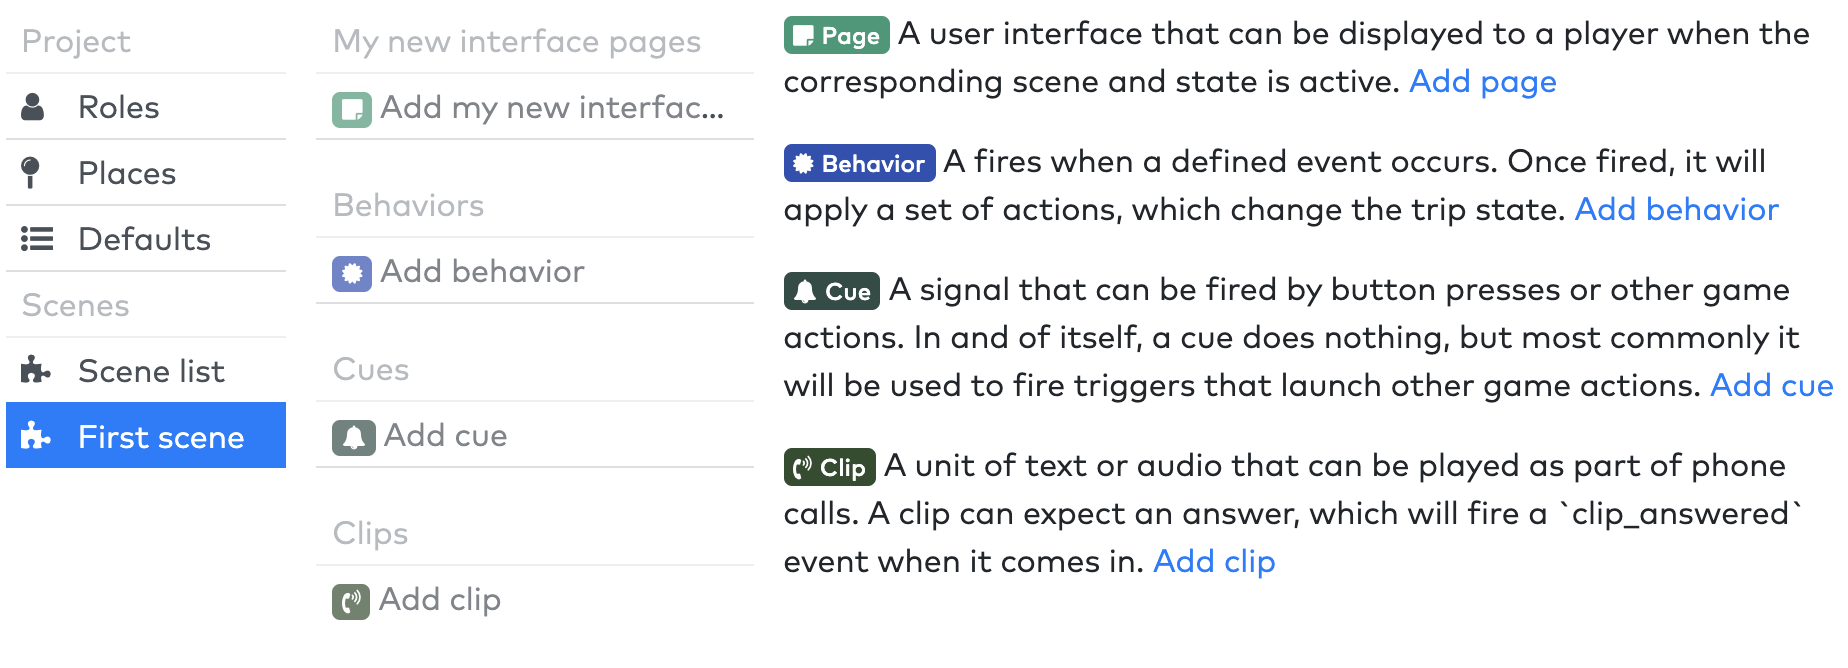 Project
Roles
Places
Defaults
Scenes
Scene list
First scene
My new interface pages
Add my new interfac...
Behaviors
Add behavior
Cues
Add cue
Clips
Add clip
Page A user interface that can be displayed to a player when the
corresponding scene and state is active. Add page
Behavior A fires when a defined event occurs. Once fired, it will
apply a set of actions, which change the trip state. Add behavior
Cue A signal that can be fired by button presses or other game
actions. In and of itself, a cue does nothing, but most commonly it
will be used to fire triggers that launch other game actions. Add cue
Clip A unit of text or audio that can be played as part of phone
calls. A clip can expect an answer, which will fire a `clip_answered`
event when it comes in. Add clip